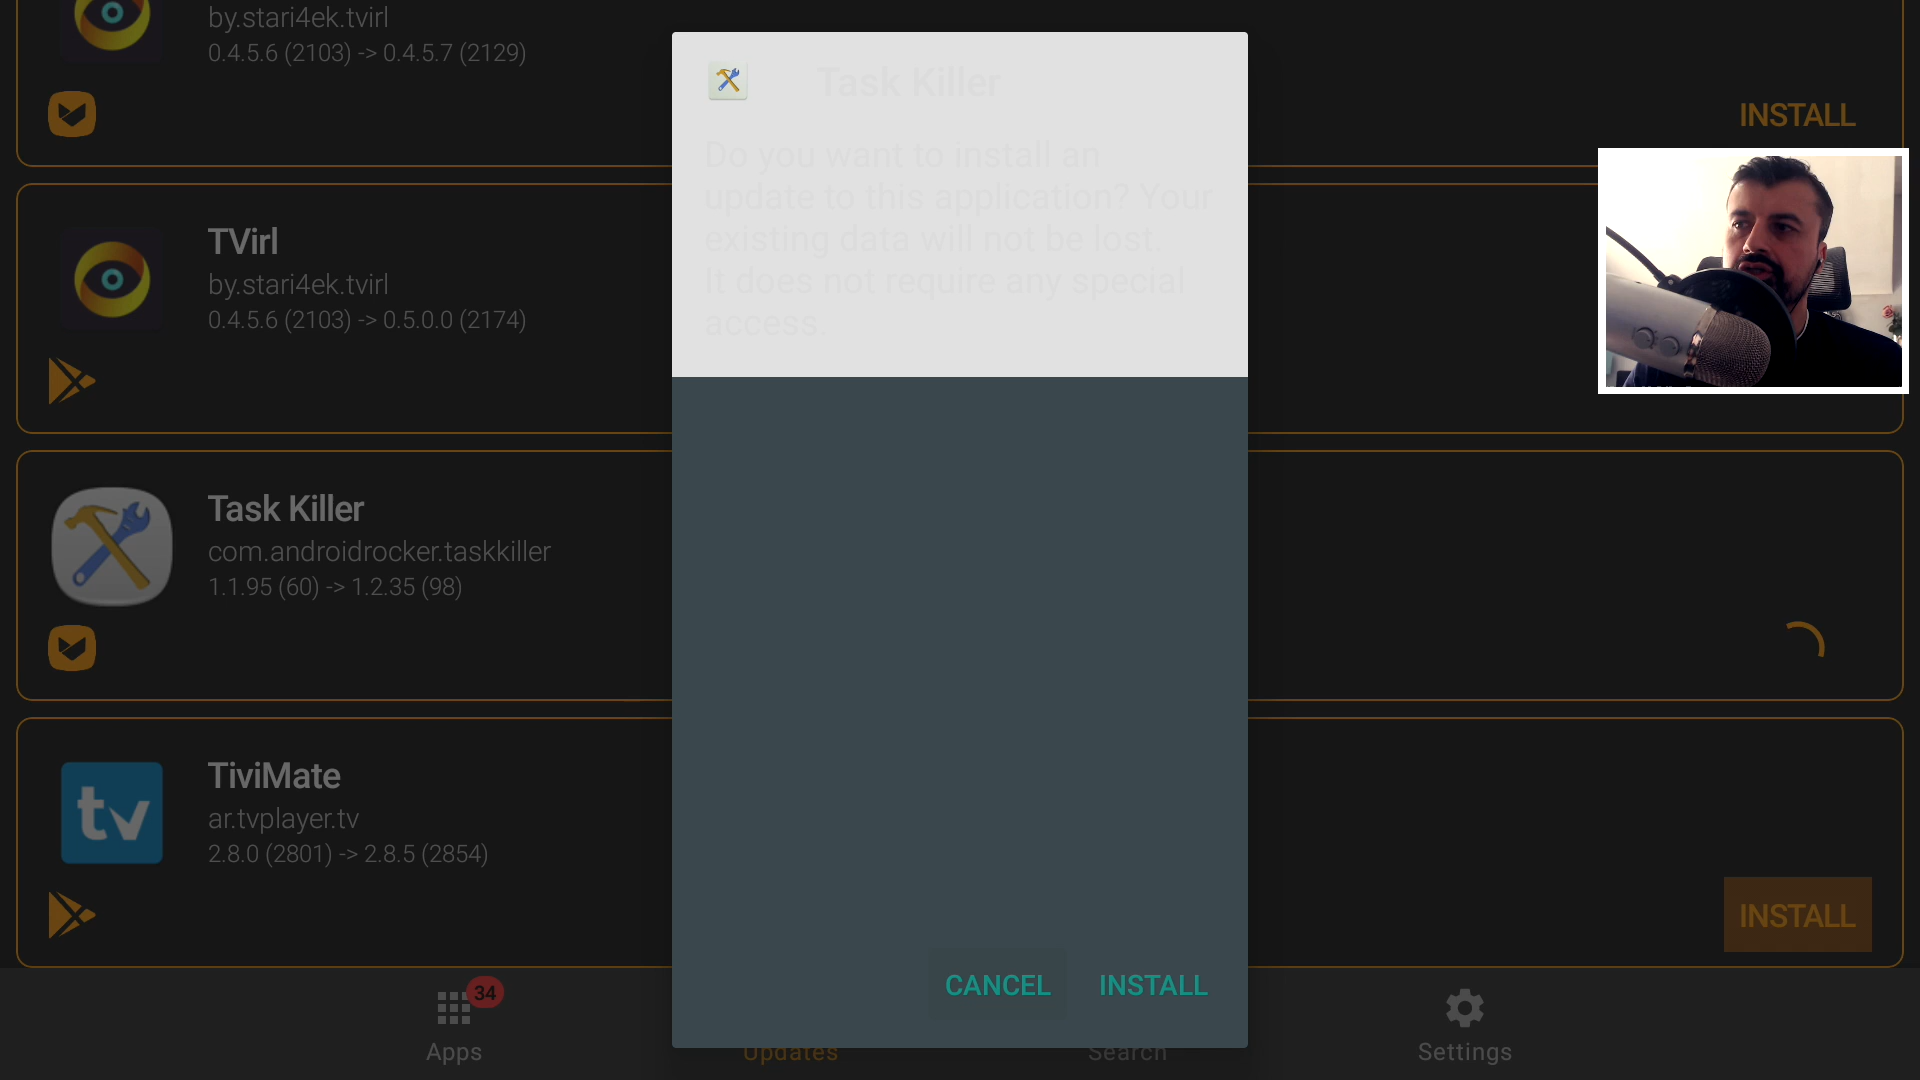 by.stari4ek.tvirl
0.4.5.6 (2103) -> 0.4.5.7 (2129)
INSTALL
TVirl
by.stari4ek.tvirl
0.4.5.6 (2103) -> 0.5.0.0 (2174)
Task Killer
com.androidrocker.taskkiller
1.1.95 (60) -> 1.2.35 (98)
TiviMate
ar.tvplayer.tv
2.8.0 (2801) -> 2.8.5 (2854)
INSTALL
Task Killer
Do you want to install an
update to this application? Your
existing data will not be lost.
It does not require any special
access.
CANCEL INSTALL
34
Apps
Updates
Search
Settings